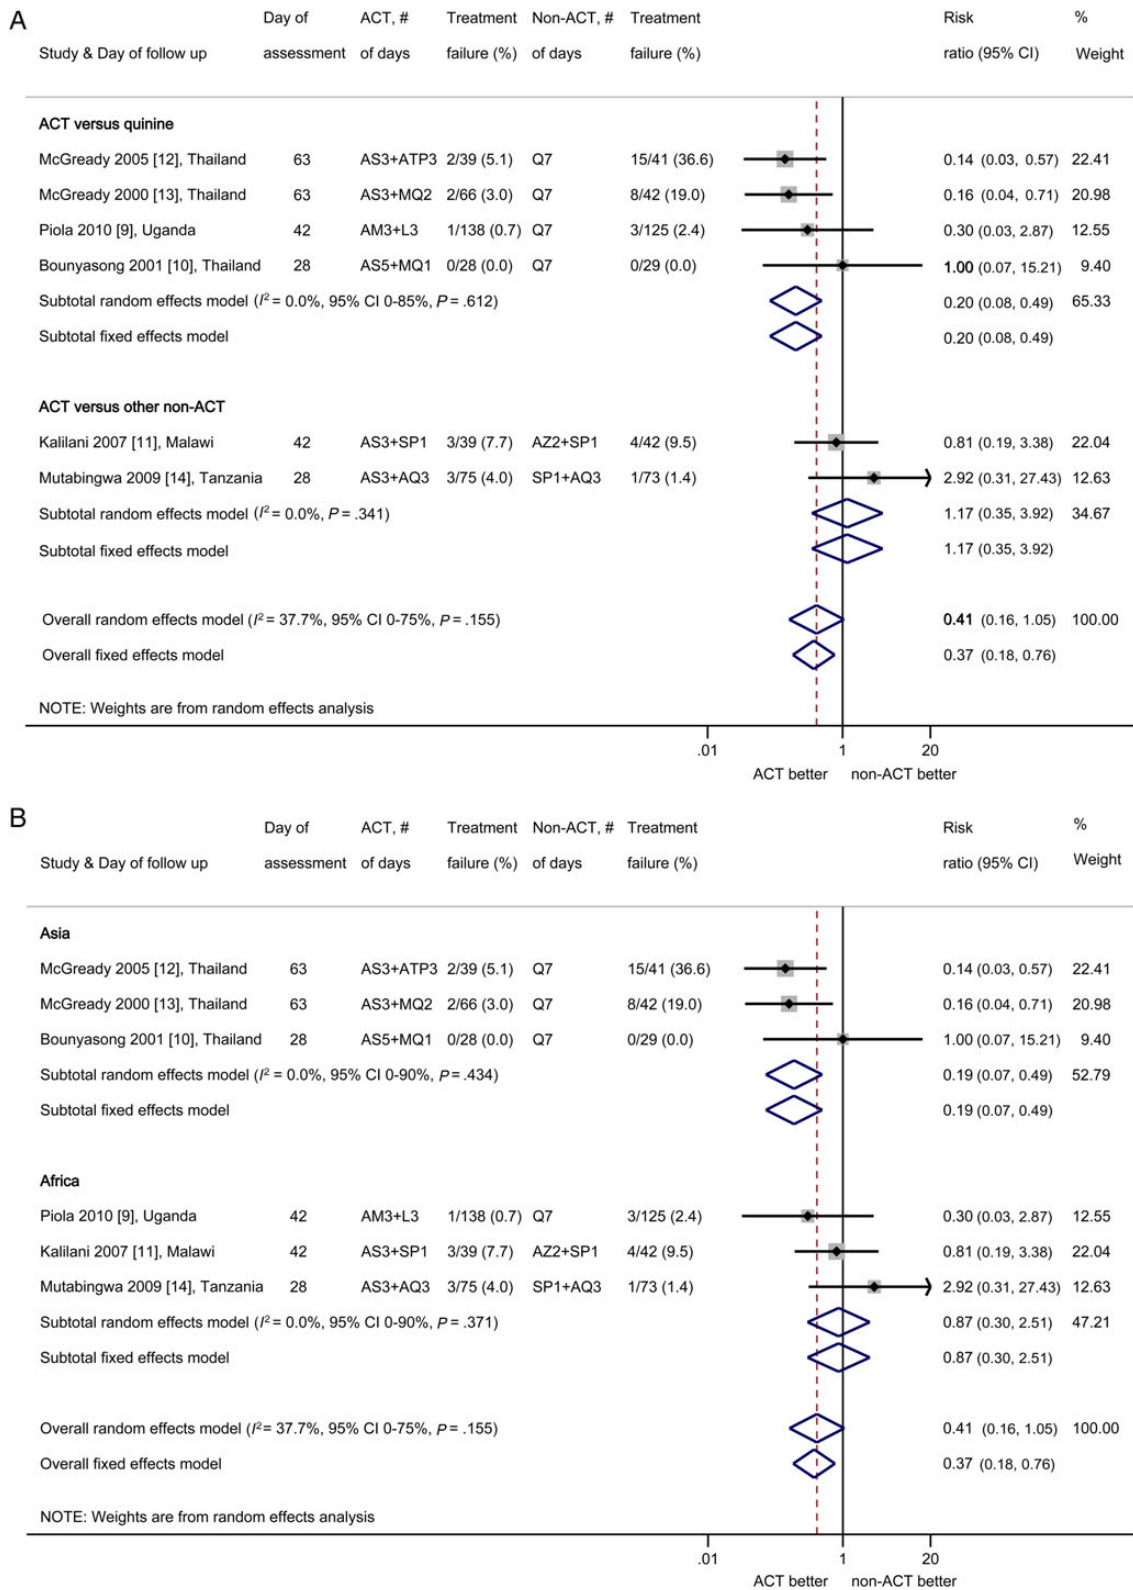 A
Day of ACT, # Treatment Non-ACT, # Treatment Risk %
Study & Day of follow up assessment of days failure (%) of days failure (%) ratio (95% CI) Weight
ACT versus quinine
McGready 2005 [12], Thailand 63 AS3+ATP3 2/39 (5.1) Q7 15/41 (36.6) 0.14 (0.03, 0.57) 22.41
McGready 2000 [13], Thailand 63 AS3+MQ2 2/66 (3.0) Q7 8/42 (19.0) 0.16 (0.04, 0.71) 20.98
Piola 2010 [9], Uganda 42 AM3+L3 1/138 (0.7) Q7 3/125 (2.4) 0.30 (0.03, 2.87) 12.55
Bounyasong 2001 [10], Thailand 28 AS5+MQ1 0/28 (0.0) Q7 0/29 (0.0) 1.00 (0.07, 15.21) 9.40
Subtotal random effects model (I² = 0.0%, 95% CI 0-85%, P = .612) 0.20 (0.08, 0.49) 65.33
Subtotal fixed effects model 0.20 (0.08, 0.49)
ACT versus other non-ACT
Kalilani 2007 [11], Malawi 42 AS3+SP1 3/39 (7.7) AZ2+SP1 4/42 (9.5) 0.81 (0.19, 3.38) 22.04
Mutabingwa 2009 [14], Tanzania 28 AS3+AQ3 3/75 (4.0) SP1+AQ3 1/73 (1.4) 2.92 (0.31, 27.43) 12.63
Subtotal random effects model (I² = 0.0%, P = .341) 1.17 (0.35, 3.92) 34.67
Subtotal fixed effects model 1.17 (0.35, 3.92)
Overall random effects model (I² = 37.7%, 95% CI 0-75%, P = .155) 0.41 (0.16, 1.05) 100.00
Overall fixed effects model 0.37 (0.18, 0.76)
NOTE: Weights are from random effects analysis
.01 1 20
ACT better non-ACT better
B
Day of ACT, # Treatment Non-ACT, # Treatment Risk %
Study & Day of follow up assessment of days failure (%) of days failure (%) ratio (95% CI) Weight
Asia
McGready 2005 [12], Thailand 63 AS3+ATP3 2/39 (5.1) Q7 15/41 (36.6) 0.14 (0.03, 0.57) 22.41
McGready 2000 [13], Thailand 63 AS3+MQ2 2/66 (3.0) Q7 8/42 (19.0) 0.16 (0.04, 0.71) 20.98
Bounyasong 2001 [10], Thailand 28 AS5+MQ1 0/28 (0.0) Q7 0/29 (0.0) 1.00 (0.07, 15.21) 9.40
Subtotal random effects model (I² = 0.0%, 95% CI 0-90%, P = .434) 0.19 (0.07, 0.49) 52.79
Subtotal fixed effects model 0.19 (0.07, 0.49)
Africa
Piola 2010 [9], Uganda 42 AM3+L3 1/138 (0.7) Q7 3/125 (2.4) 0.30 (0.03, 2.87) 12.55
Kalilani 2007 [11], Malawi 42 AS3+SP1 3/39 (7.7) AZ2+SP1 4/42 (9.5) 0.81 (0.19, 3.38) 22.04
Mutabingwa 2009 [14], Tanzania 28 AS3+AQ3 3/75 (4.0) SP1+AQ3 1/73 (1.4) 2.92 (0.31, 27.43) 12.63
Subtotal random effects model (I² = 0.0%, 95% CI 0-90%, P = .371) 0.87 (0.30, 2.51) 47.21
Subtotal fixed effects model 0.87 (0.30, 2.51)
Overall random effects model (I² = 37.7%, 95% CI 0-75%, P = .155) 0.41 (0.16, 1.05) 100.00
Overall fixed effects model 0.37 (0.18, 0.76)
NOTE: Weights are from random effects analysis
.01 1 20
ACT better non-ACT better